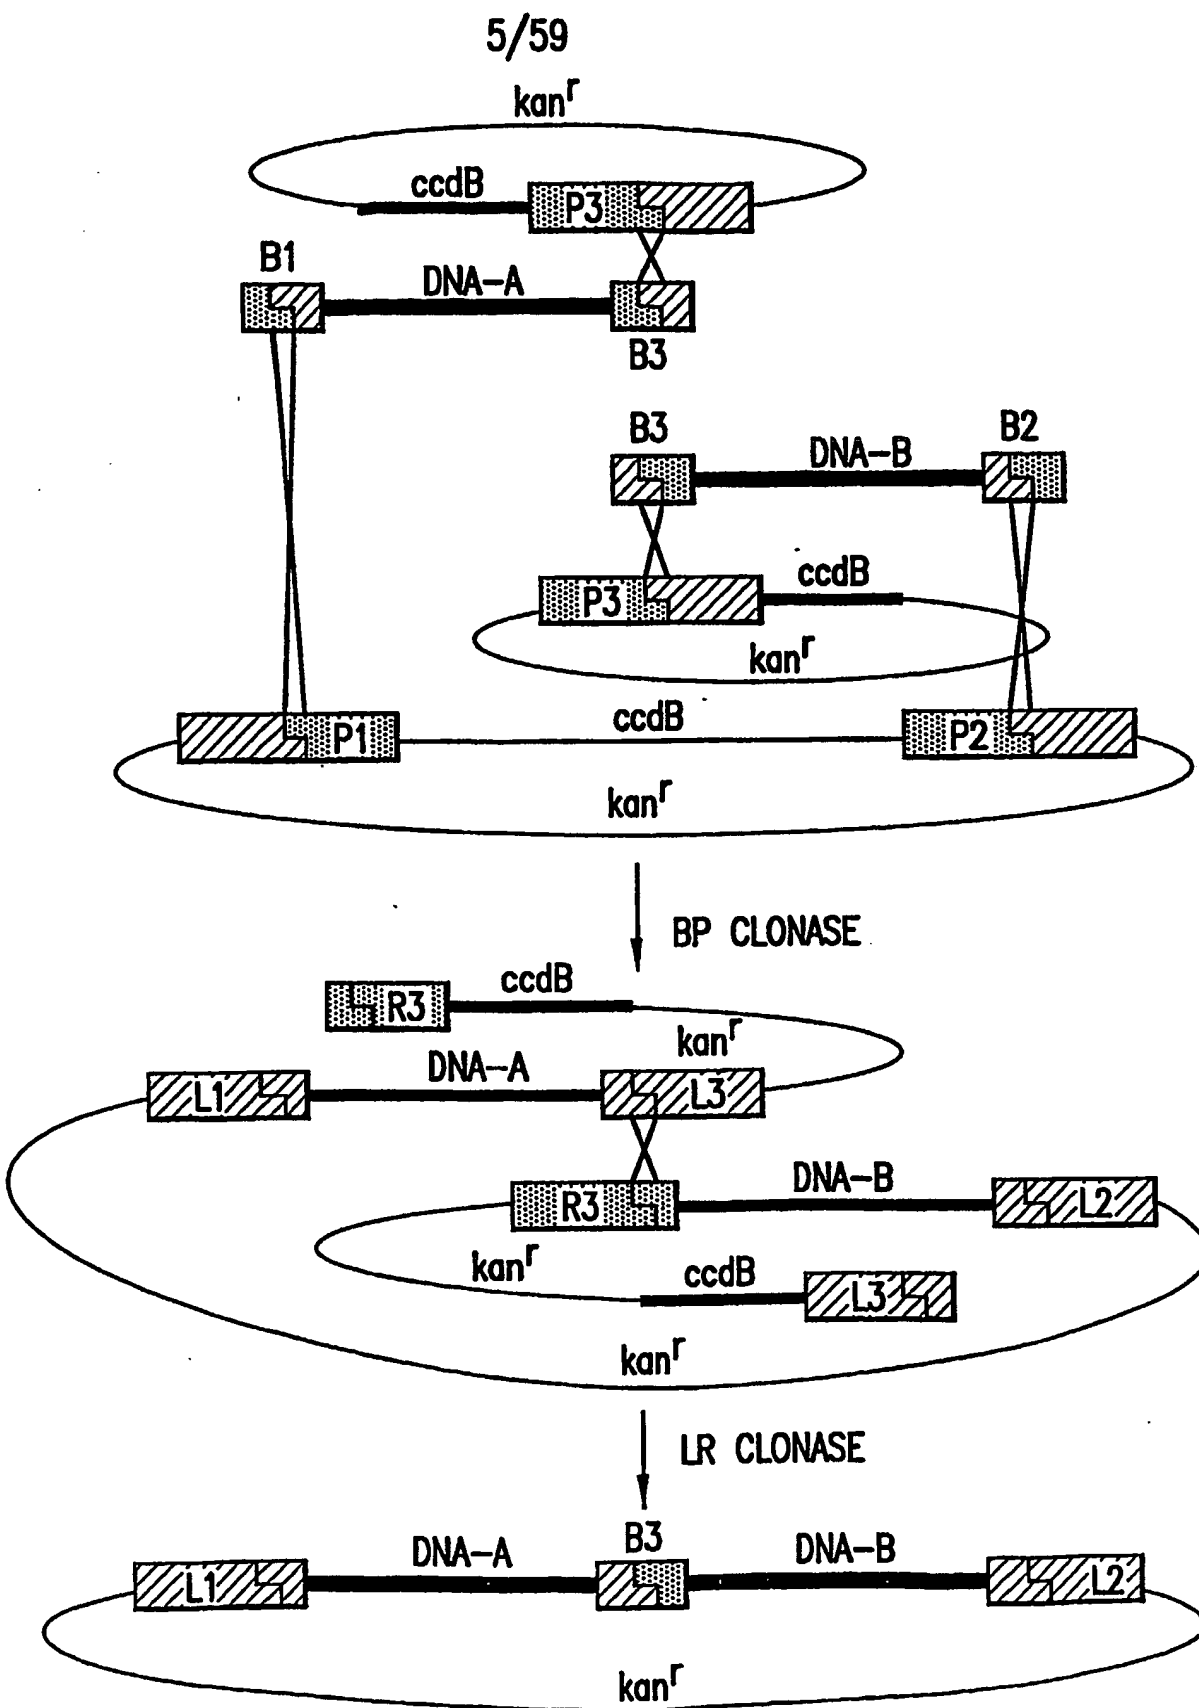 5/59
kanʳ
ccdB
P3
B1
DNA-A
B3
B3
DNA-B
B2
ccdB
P3
kanʳ
ccdB
P1
P2
kanʳ
BP CLONASE
ccdB
R3
kanʳ
DNA-A
L1
L3
DNA-B
R3
L2
kanʳ
ccdB
L3
kanʳ
LR CLONASE
DNA-A
B3
DNA-B
L1
L2
kanʳ